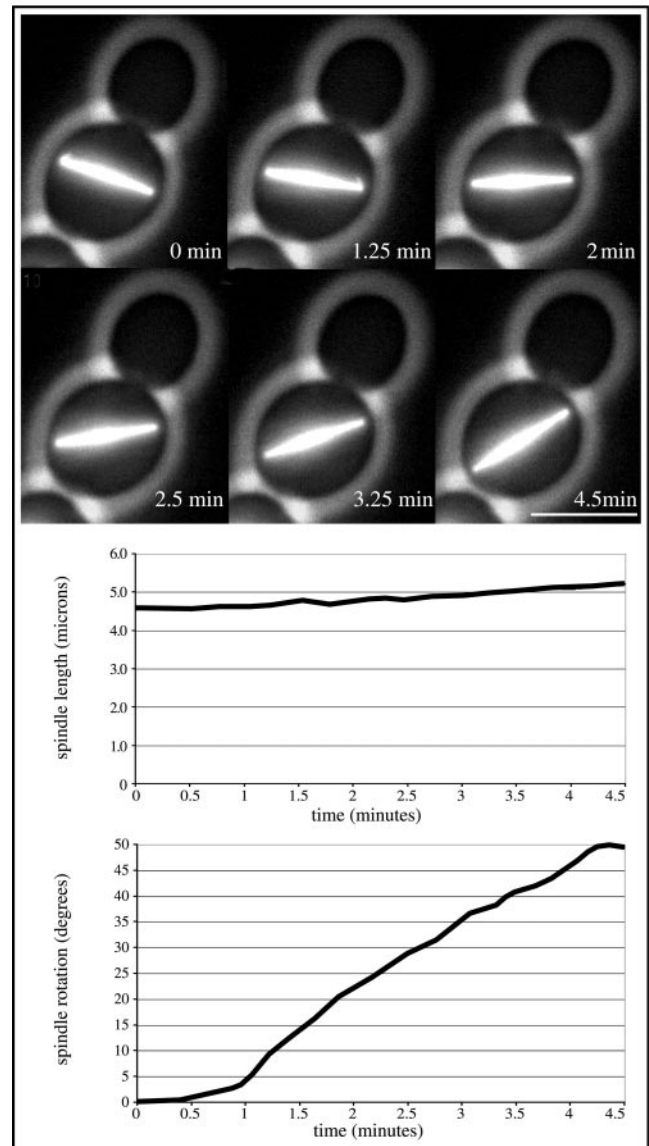 0 min
1.25 min
2 min
2.5 min
3.25 min
4.5min
6.0
5.0
4.0
3.0
2.0
1.0
0
spindle length (microns)
0 0.5 1 1.5 2 2.5 3 3.5 4 4.5
time (minutes)
50
45
40
35
30
25
20
15
10
5
0
spindle rotation (degrees)
0 0.5 1 1.5 2 2.5 3 3.5 4 4.5
time (minutes)